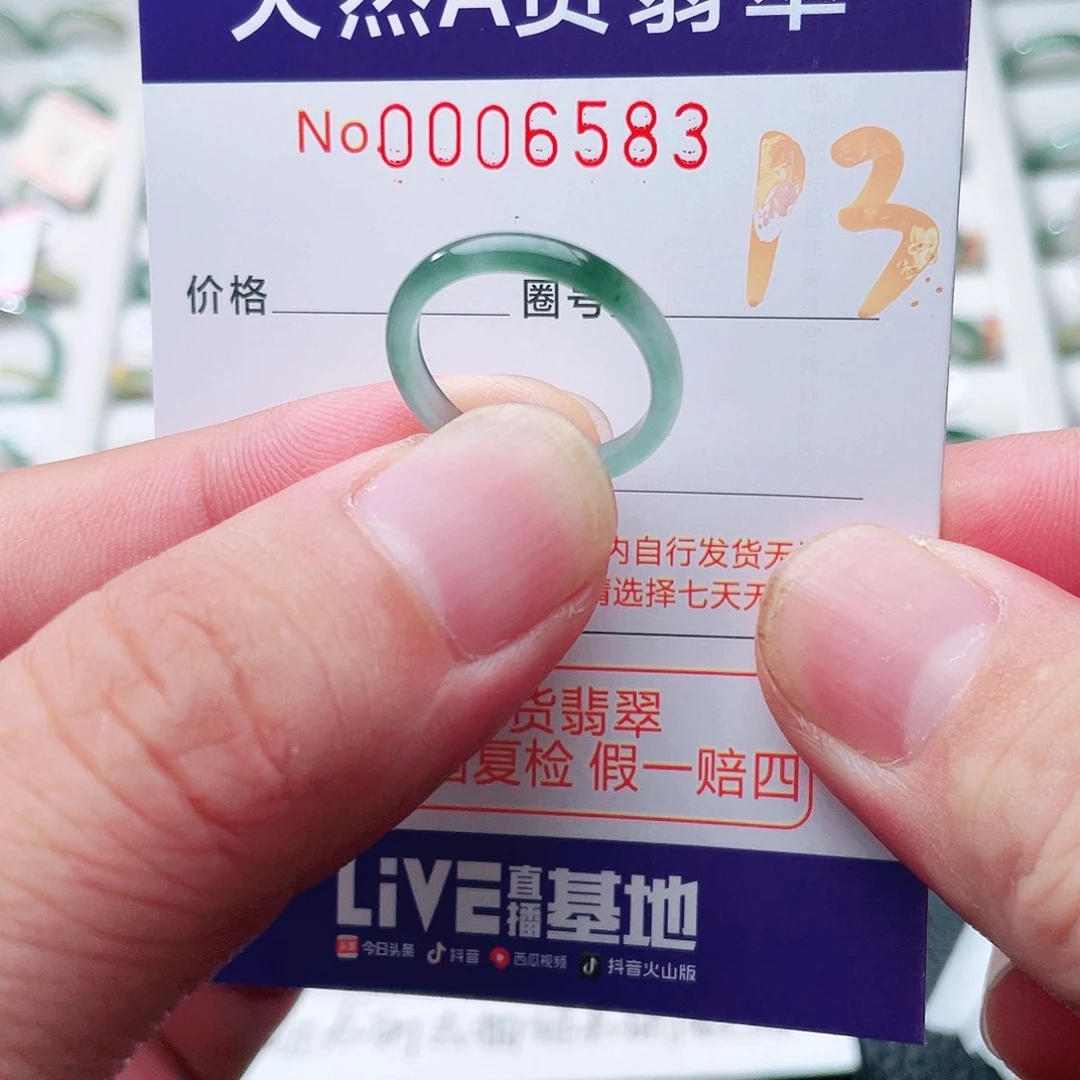 天然A货翡翠
No.0006583
13
价格 圈号
内自行发货无
请选择七天无
货翡翠
复检 假一赔四
LiVE直播基地
今日头条 抖音 西瓜视频 抖音火山版